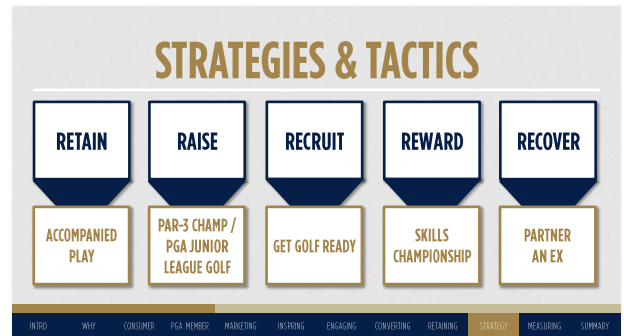 STRATEGIES & TACTICS
RETAIN
RAISE
RECRUIT
REWARD
RECOVER
ACCOMPANIED
PLAY
PAR-3 CHAMP /
PGA JUNIOR
LEAGUE GOLF
GET GOLF READY
SKILLS
CHAMPIONSHIP
PARTNER
AN EX
INTRO
WHY
CONSUMER
PGA MEMBER
MARKETING
INSPRING
ENGAGING
CONVERTING
RETAINING
STRATEGY
MEASURING
SUMMARY